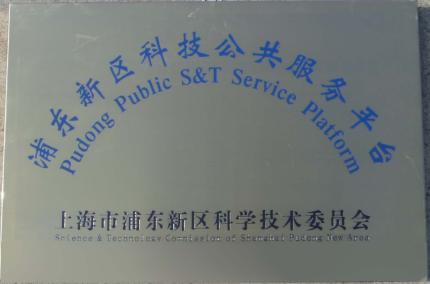 浦东新区科技公共服务平台
Pudong Public S&T Service Platform
上海市浦东新区科学技术委员会
Science & Technology Commission of Shanghai Pudong New Area